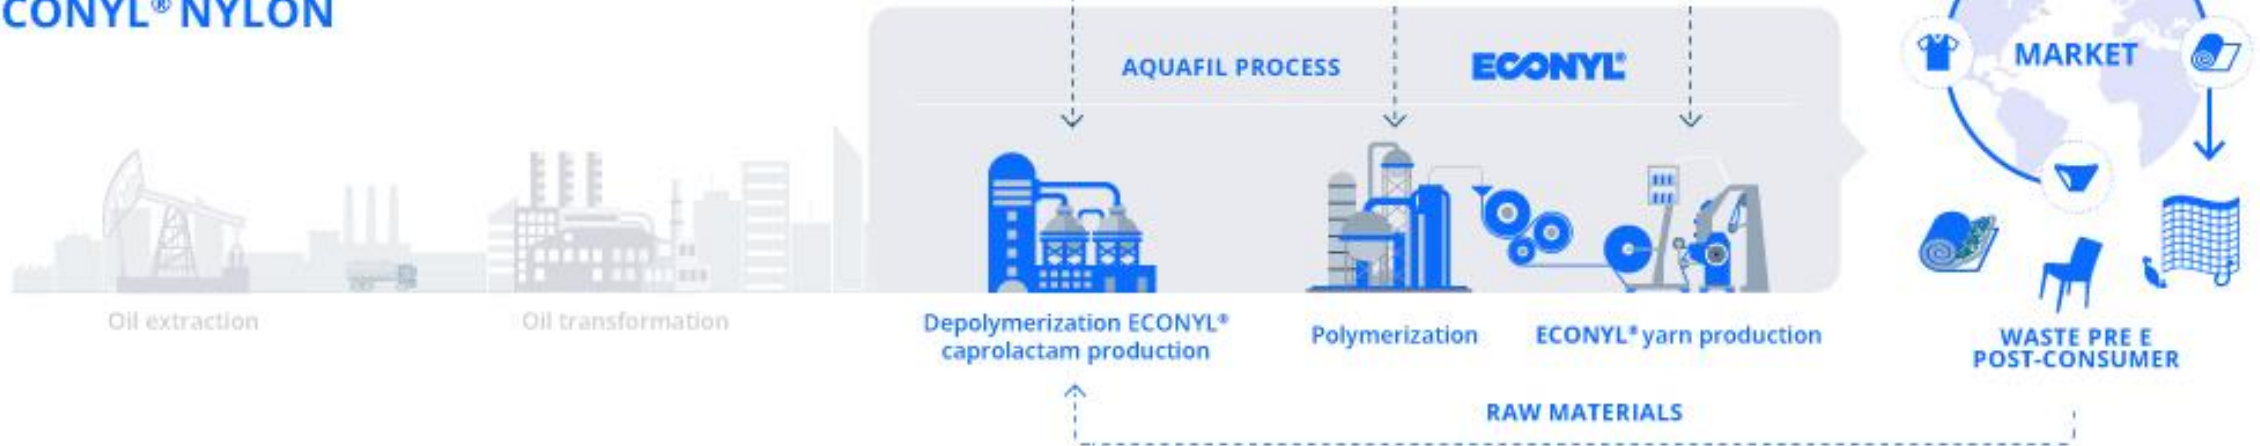 CONYL® NYLON
AQUAFIL PROCESS
ECONYL®
MARKET
Oil extraction
Oil transformation
Depolymerization ECONYL®
caprolactam production
Polymerization
ECONYL® yarn production
WASTE PRE E
POST-CONSUMER
RAW MATERIALS